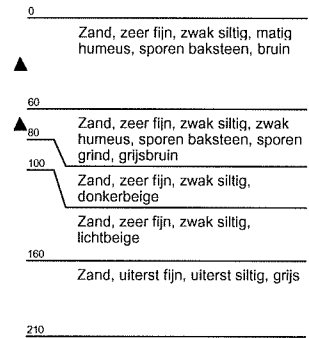 0
Zand, zeer fijn, zwak siltig, matig
humeus, sporen baksteen, bruin
60
Zand, zeer fijn, zwak siltig, zwak
80
humeus, sporen baksteen, sporen
grind, grijsbruin
100
Zand, zeer fijn, zwak siltig,
donkerbeige
Zand, zeer fijn, zwak siltig,
lichtbeige
160
Zand, uiterst fijn, uiterst siltig, grijs
210